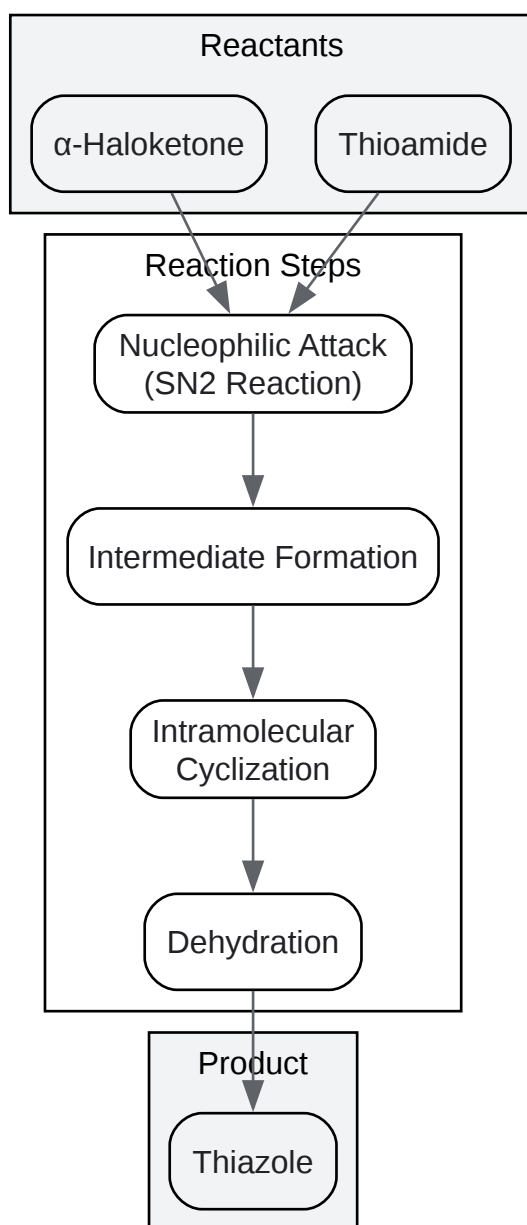 Reactants
α-Haloketone
Thioamide
Reaction Steps
Nucleophilic Attack
(SN2 Reaction)
Intermediate Formation
Intramolecular
Cyclization
Dehydration
Product
Thiazole